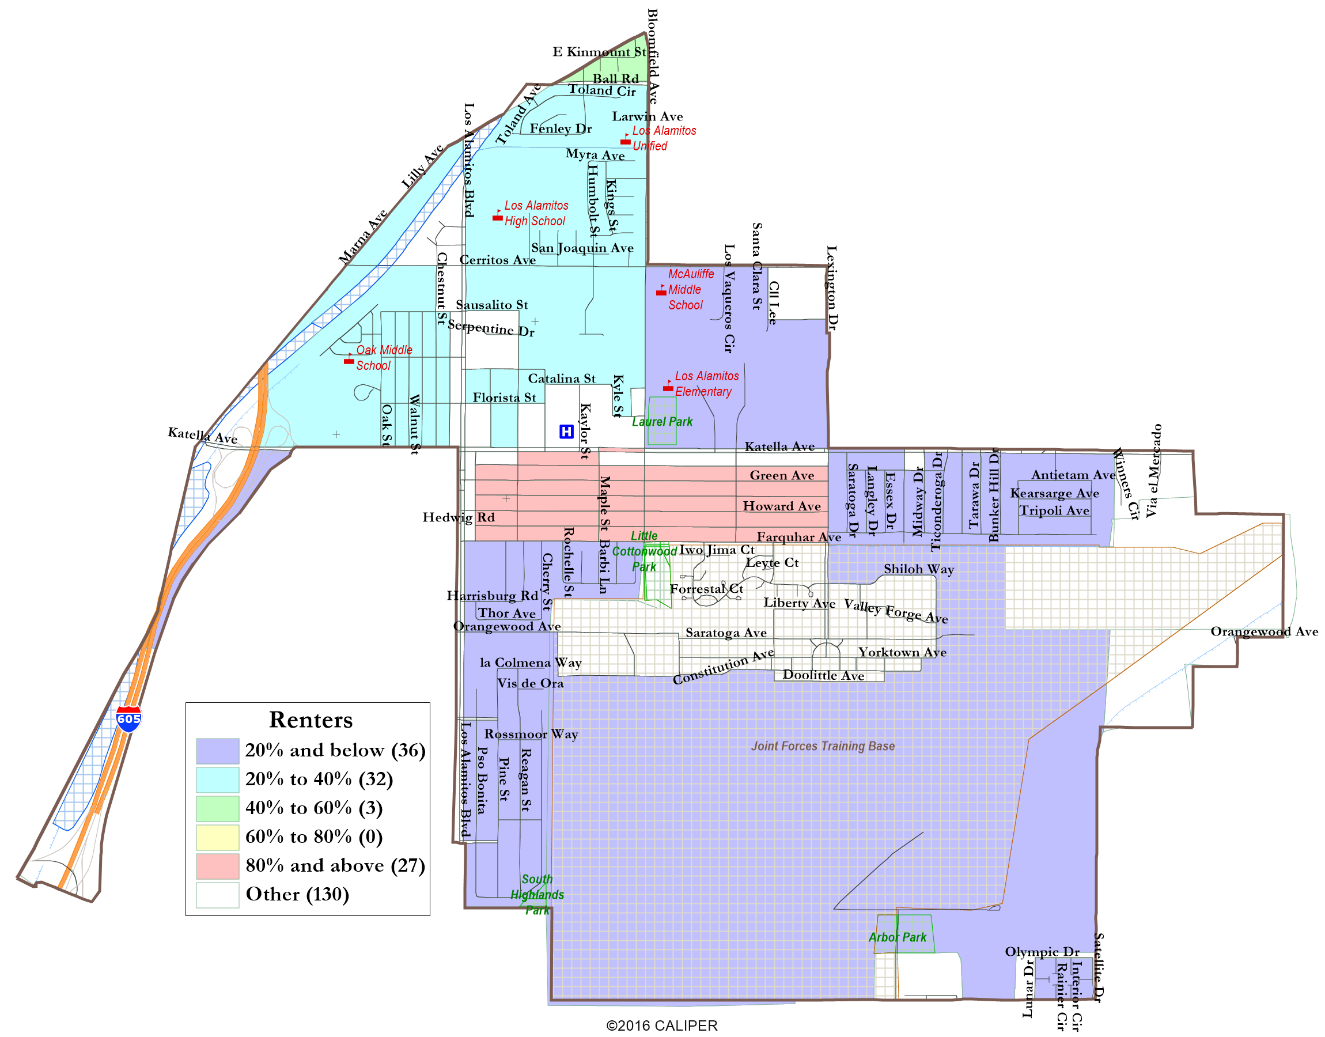 Bloomfield Ave
E Kinmount St
Ball Rd
Toland Cir
Toland Ave
Los Alamitos Blvd
Larwin Ave
Fenley Dr
Los Alamitos
Unified
Myra Ave
Lilly Ave
Humbolt St
Kings St
Los Alamitos
High School
Marna Ave
San Joaquin Ave
Cerritos Ave
Chestnut St
Santa Clara St
Los Vaqueros Cir
Lexington Dr
McAuliffe
Middle
School
Cll Lee
Sausalito St
Serpentine Dr
Oak Middle
School
Catalina St
Kyle St
Los Alamitos
Elementary
Florista St
Oak St
Walnut St
Kaylor St
H
Laurel Park
Katella Ave
Katella Ave
Green Ave
Howard Ave
Maple St
Hedwig Rd
Farquhar Ave
Saratoga Dr
Langley Dr
Essex Dr
Midway Dr
Ticonderoga Dr
Tarawa Dr
Bunker Hill Dr
Antietam Ave
Kearsarge Ave
Tripoli Ave
Winners Cir
Via el Mercado
Little
Cottonwood
Park
Rochelle St
Barbi Ln
Cherry St
Iwo Jima Ct
Leyte Ct
Forrestal Ct
Shiloh Way
Harrisburg Rd
Thor Ave
Orangewood Ave
Liberty Ave
Valley Forge Ave
Saratoga Ave
Orangewood Ave
Constitution Ave
Yorktown Ave
Doolittle Ave
la Colmena Way
Vis de Ora
Rossmoor Way
Los Alamitos Blvd
Pso Bonita
Pine St
Reagan St
Joint Forces Training Base
605
Renters
20% and below (36)
20% to 40% (32)
40% to 60% (3)
60% to 80% (0)
80% and above (27)
Other (130)
South
Highlands
Park
Arbor Park
Olympic Dr
Satellite Dr
Lunar Dr
Rainier Cir
Interior Cir
©2016 CALIPER